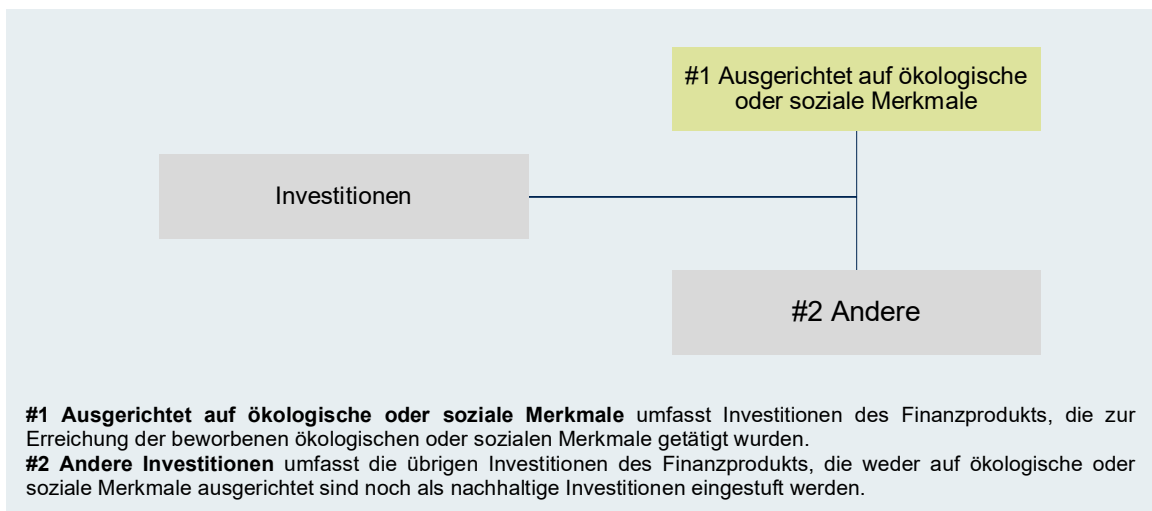 #1 Ausgerichtet auf ökologische
oder soziale Merkmale
Investitionen
#2 Andere
#1 Ausgerichtet auf ökologische oder soziale Merkmale umfasst Investitionen des Finanzprodukts, die zur
Erreichung der beworbenen ökologischen oder sozialen Merkmale getätigt wurden.
#2 Andere Investitionen umfasst die übrigen Investitionen des Finanzprodukts, die weder auf ökologische oder
soziale Merkmale ausgerichtet sind noch als nachhaltige Investitionen eingestuft werden.